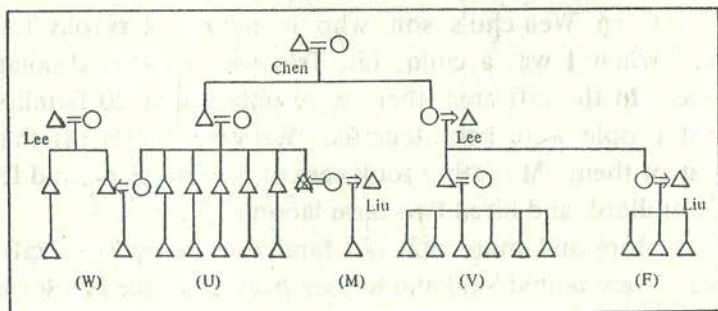 Chen
Lee
Lee
Liu
Liu
(W) (U) (M) (V) (F)